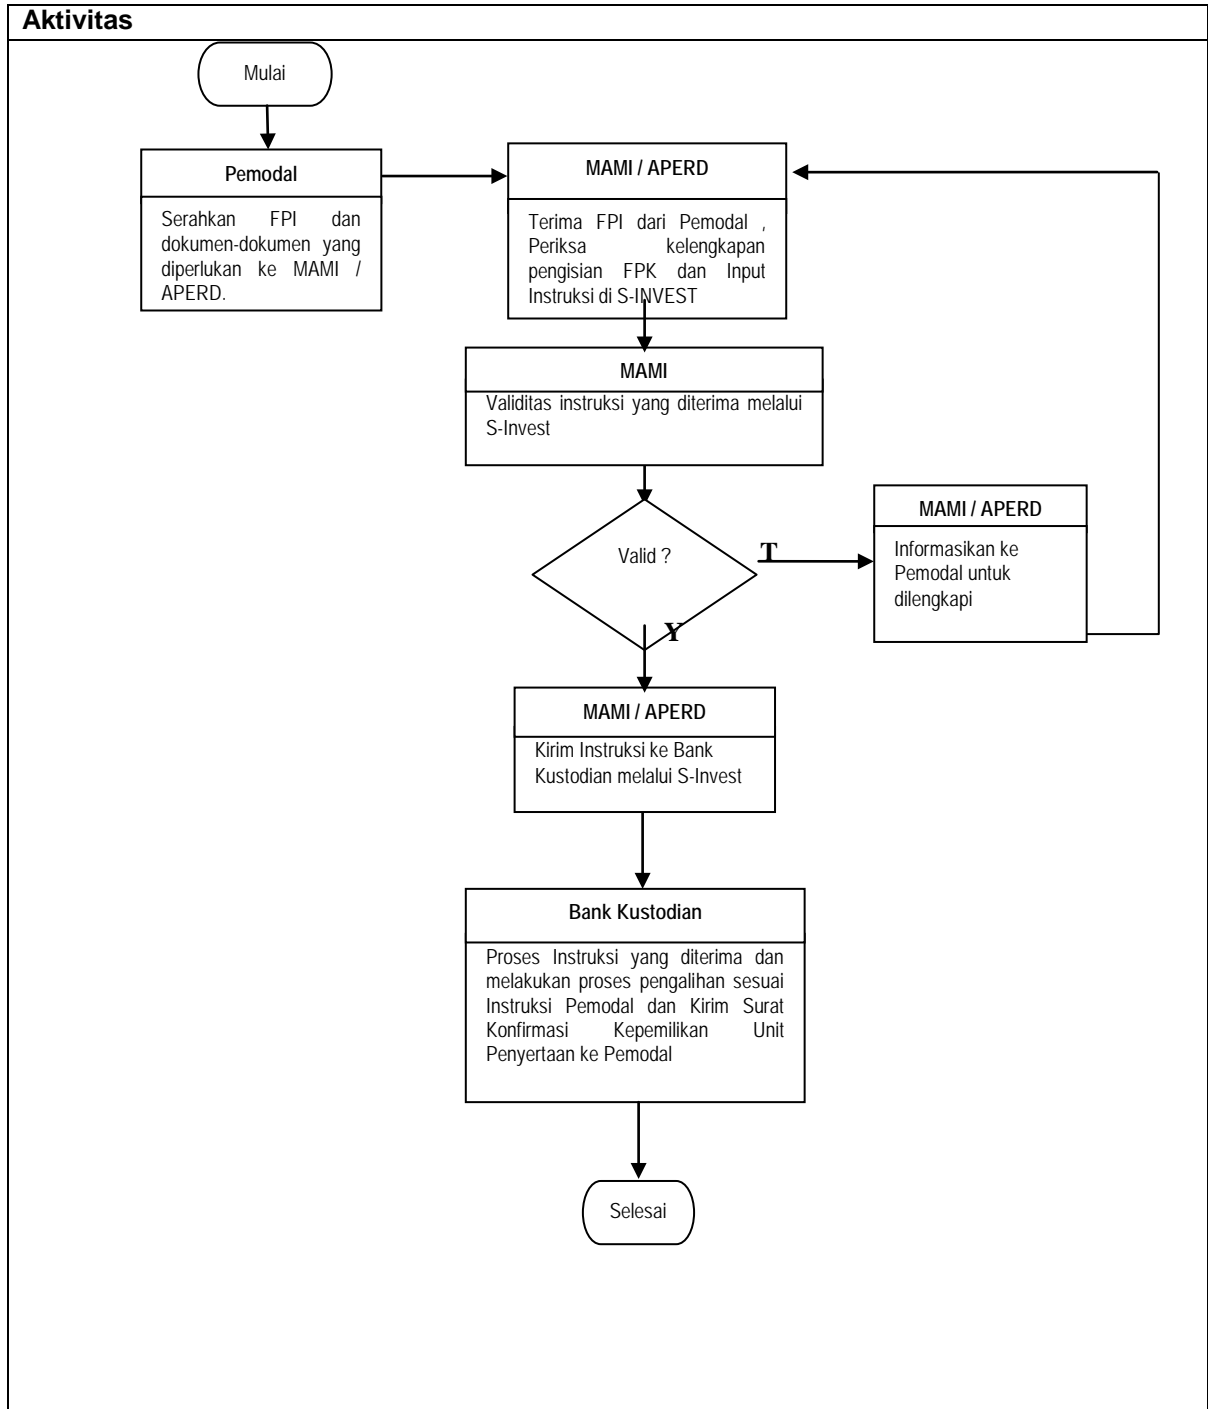 Aktivitas
Mulai
Pemodal
Serahkan FPI dan
dokumen-dokumen yang
diperlukan ke MAMI /
APERD.
MAMI / APERD
Terima FPI dari Pemodal ,
Periksa kelengkapan
pengisian FPK dan Input
Instruksi di S-INVEST
MAMI
Validitas instruksi yang diterima melalui
S-Invest
Valid ?
T
MAMI / APERD
Informasikan ke
Pemodal untuk
dilengkapi
Y
MAMI / APERD
Kirim Instruksi ke Bank
Kustodian melalui S-Invest
Bank Kustodian
Proses Instruksi yang diterima dan
melakukan proses pengalihan sesuai
Instruksi Pemodal dan Kirim Surat
Konfirmasi Kepemilikan Unit
Penyertaan ke Pemodal
Selesai